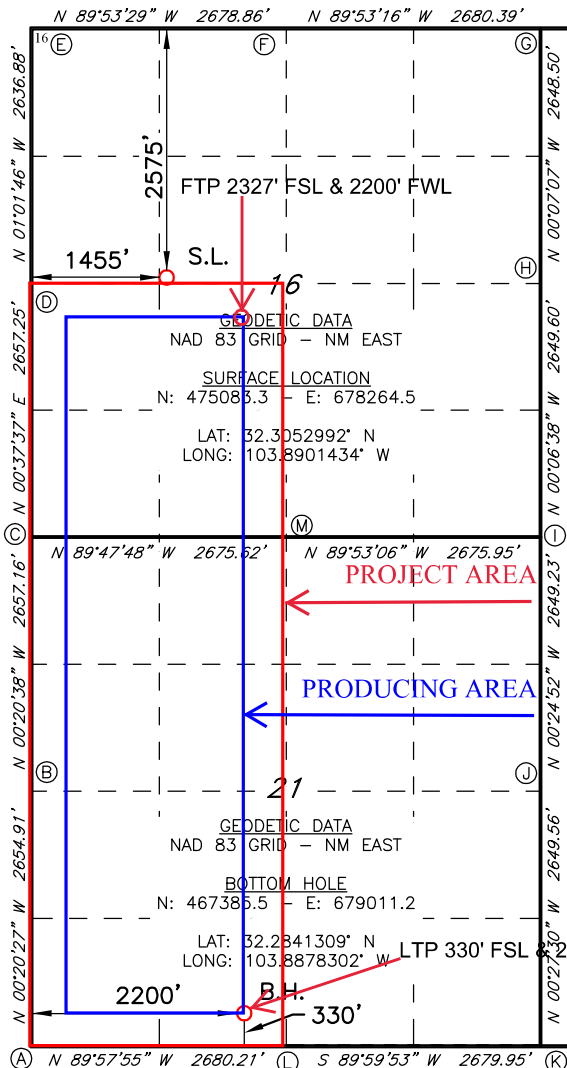 N 89°53'29" W 2678.86' N 89°53'16" W 2680.39'
16 E F G
N 01°01'46" W 2636.88'
N 00°07'07" W 2648.50'
2575'
FTP 2327' FSL & 2200' FWL
1455' S.L.
H
16
D
N 00°37'37" E 2657.25'
N 00°06'38" W 2649.60'
GEODETIC DATA
NAD 83 GRID – NM EAST
SURFACE LOCATION
N: 475083.3 – E: 678264.5
LAT: 32.3052992° N
LONG: 103.8901434° W
C M I
N 89°47'48" W 2675.62' N 89°53'06" W 2675.95'
N 00°20'38" W 2657.16'
N 00°24'52" W 2649.23'
PROJECT AREA
PRODUCING AREA
B J
21
N 00°20'27" W 2654.91'
N 00°27'30" W 2649.56'
GEODETIC DATA
NAD 83 GRID – NM EAST
BOTTOM HOLE
N: 467385.5 – E: 679011.2
LAT: 32.2841309° N
LONG: 103.8878302° W
LTP 330' FSL & 2
2200' B.H.
330'
A L K
N 89°57'55" W 2680.21' S 89°59'53" W 2679.95'